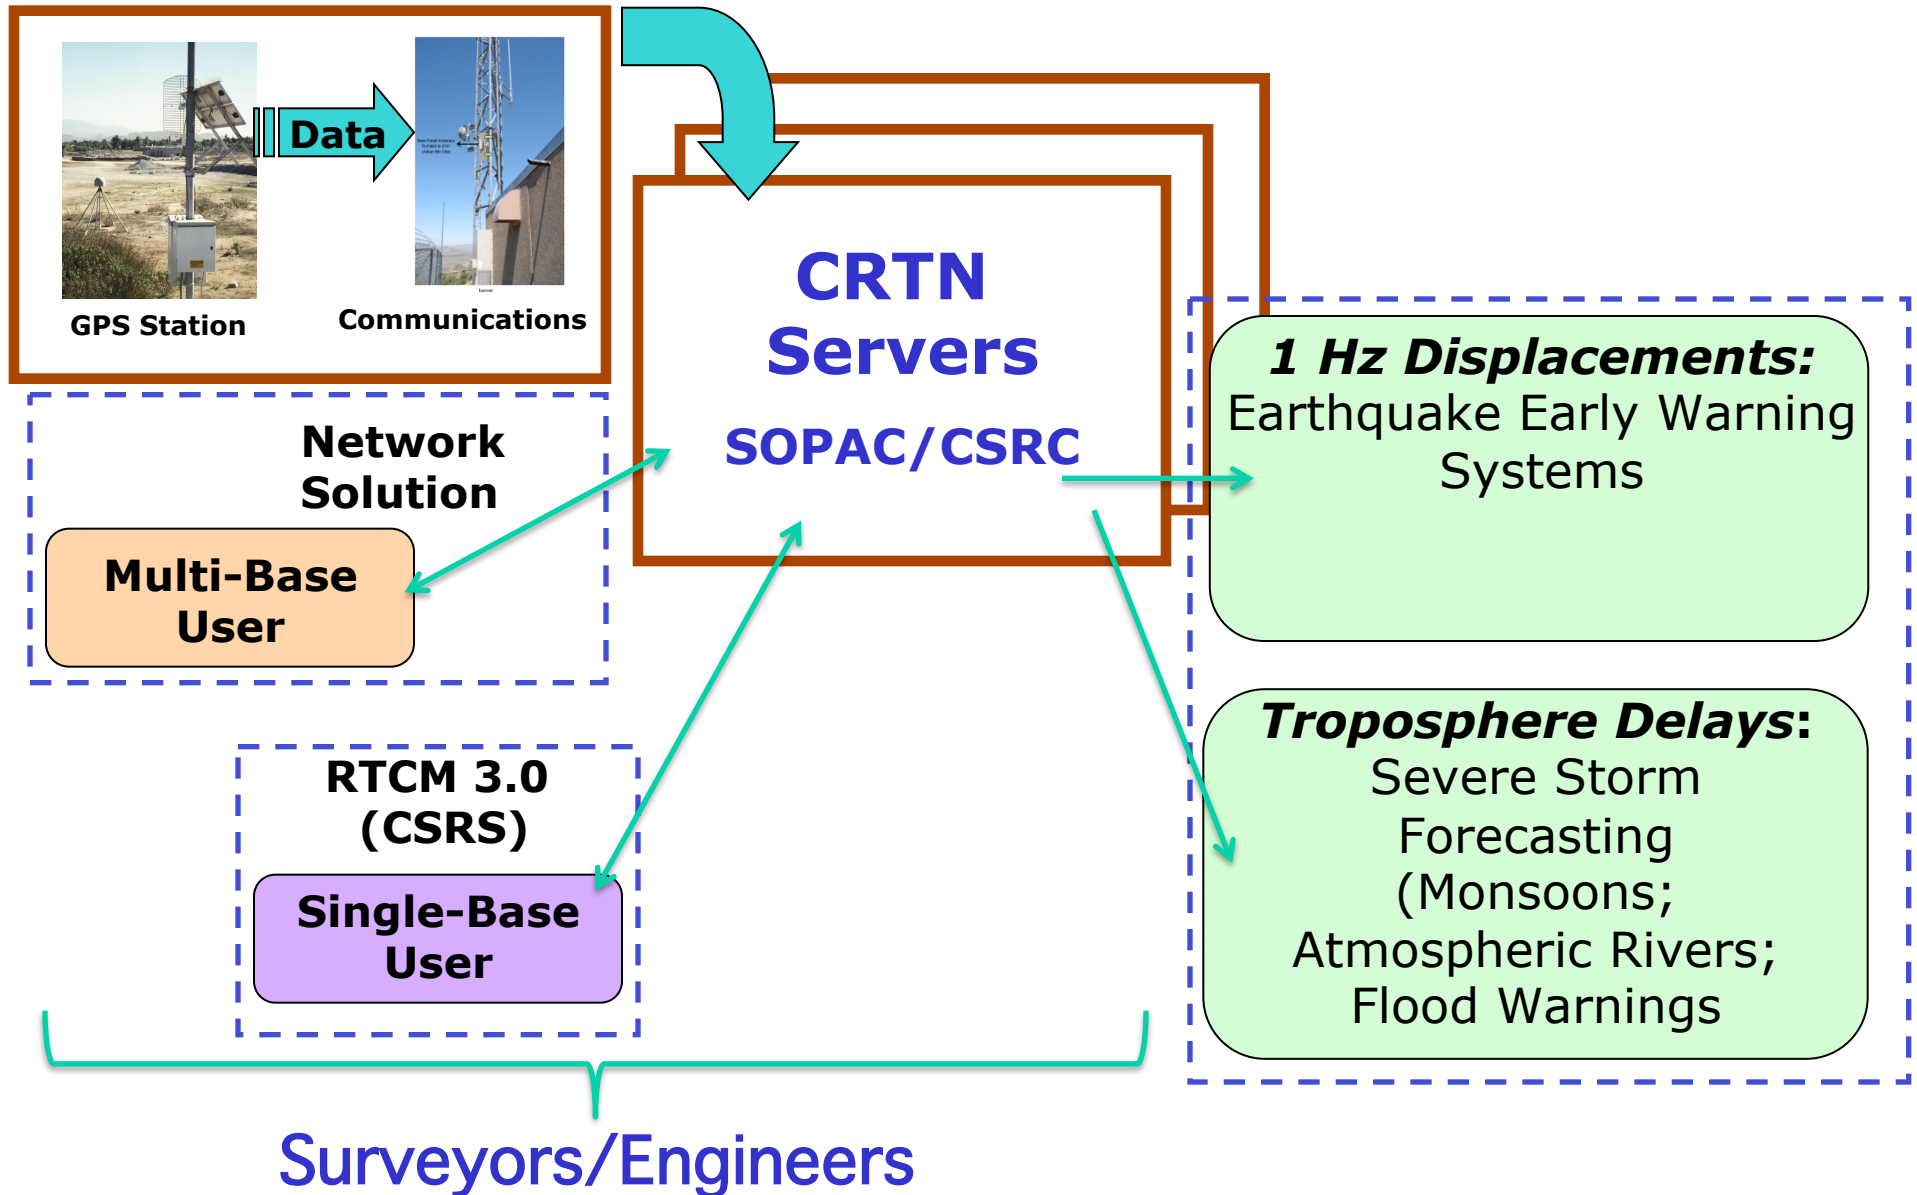 Data
GPS Station
Communications
CRTN
Servers
SOPAC/CSRC
Network
Solution
Multi-Base
User
RTCM 3.0
(CSRS)
Single-Base
User
Surveyors/Engineers
1 Hz Displacements:
Earthquake Early Warning
Systems
Troposphere Delays:
Severe Storm
Forecasting
(Monsoons;
Atmospheric Rivers;
Flood Warnings